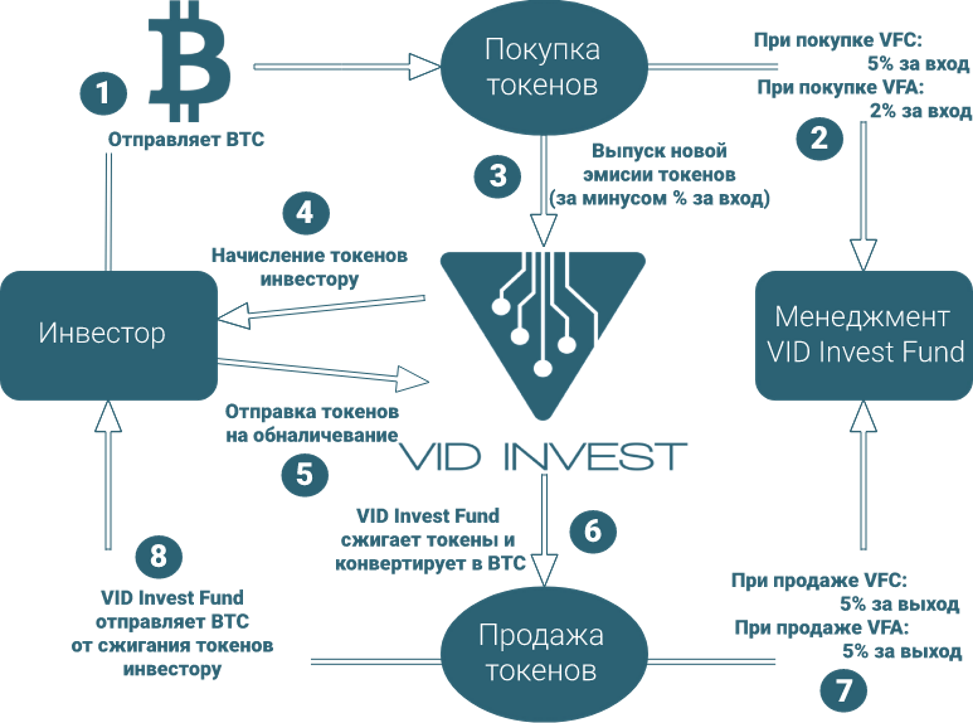 1
Отправляет BTC
Покупка
токенов
При покупке VFC:
5% за вход
При покупке VFA:
2% за вход
2
3
Выпуск новой
эмисии токенов
(за минусом % за вход)
4
Начисление токенов
инвестору
Инвестор
Менеджмент
VID Invest Fund
Отправка токенов
на обналичевание
5
VID INVEST
VID Invest Fund
сжигает токены и
конвертирует в BTC
6
8
VID Invest Fund
отправляет BTC
от сжигания токенов
инвестору
Продажа
токенов
При продаже VFC:
5% за выход
При продаже VFA:
5% за выход
7